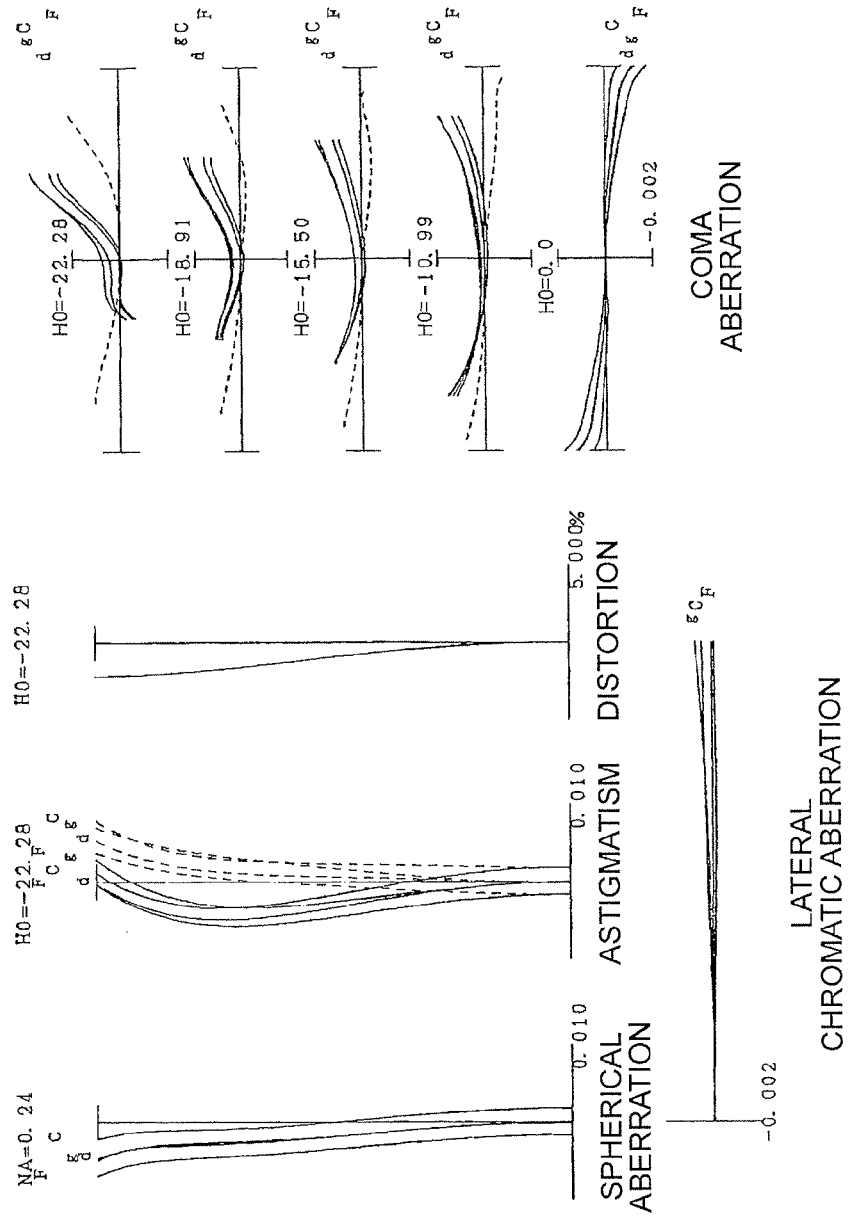 NA=0.24
F
C
g
d
0.010
SPHERICAL
ABERRATION
H0=-22.28
F
F
C
C
g
g
d
d
0.010
ASTIGMATISM
H0=-22.28
5.000%
DISTORTION
H0=-22.28
d
g
C
F
H0=-18.91
d
g
C
F
H0=-15.50
d
g
C
F
H0=-10.99
d
g
C
F
H0=0.0
C
d
g
F
-0.002
COMA
ABERRATION
g
C
F
-0.002
LATERAL
CHROMATIC ABERRATION